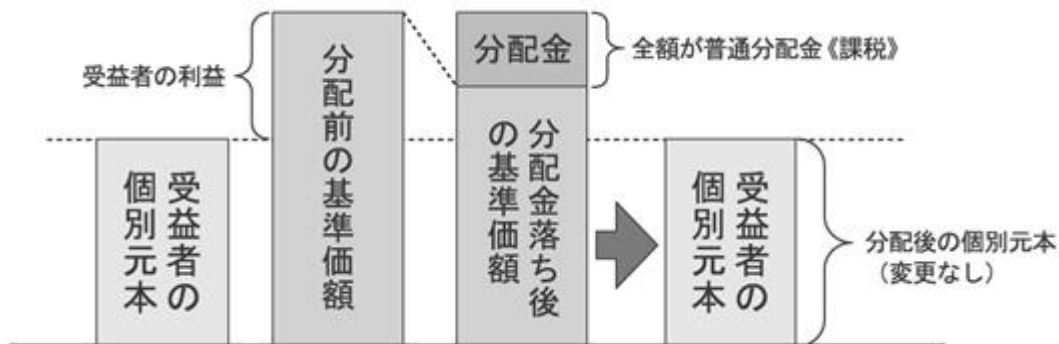 受益者の利益
受益者の
個別元本
分配前の基準価額
分配金
全額が普通分配金《課税》
分配金落ち後
の基準価額
受益者の
個別元本
分配後の個別元本
（変更なし）